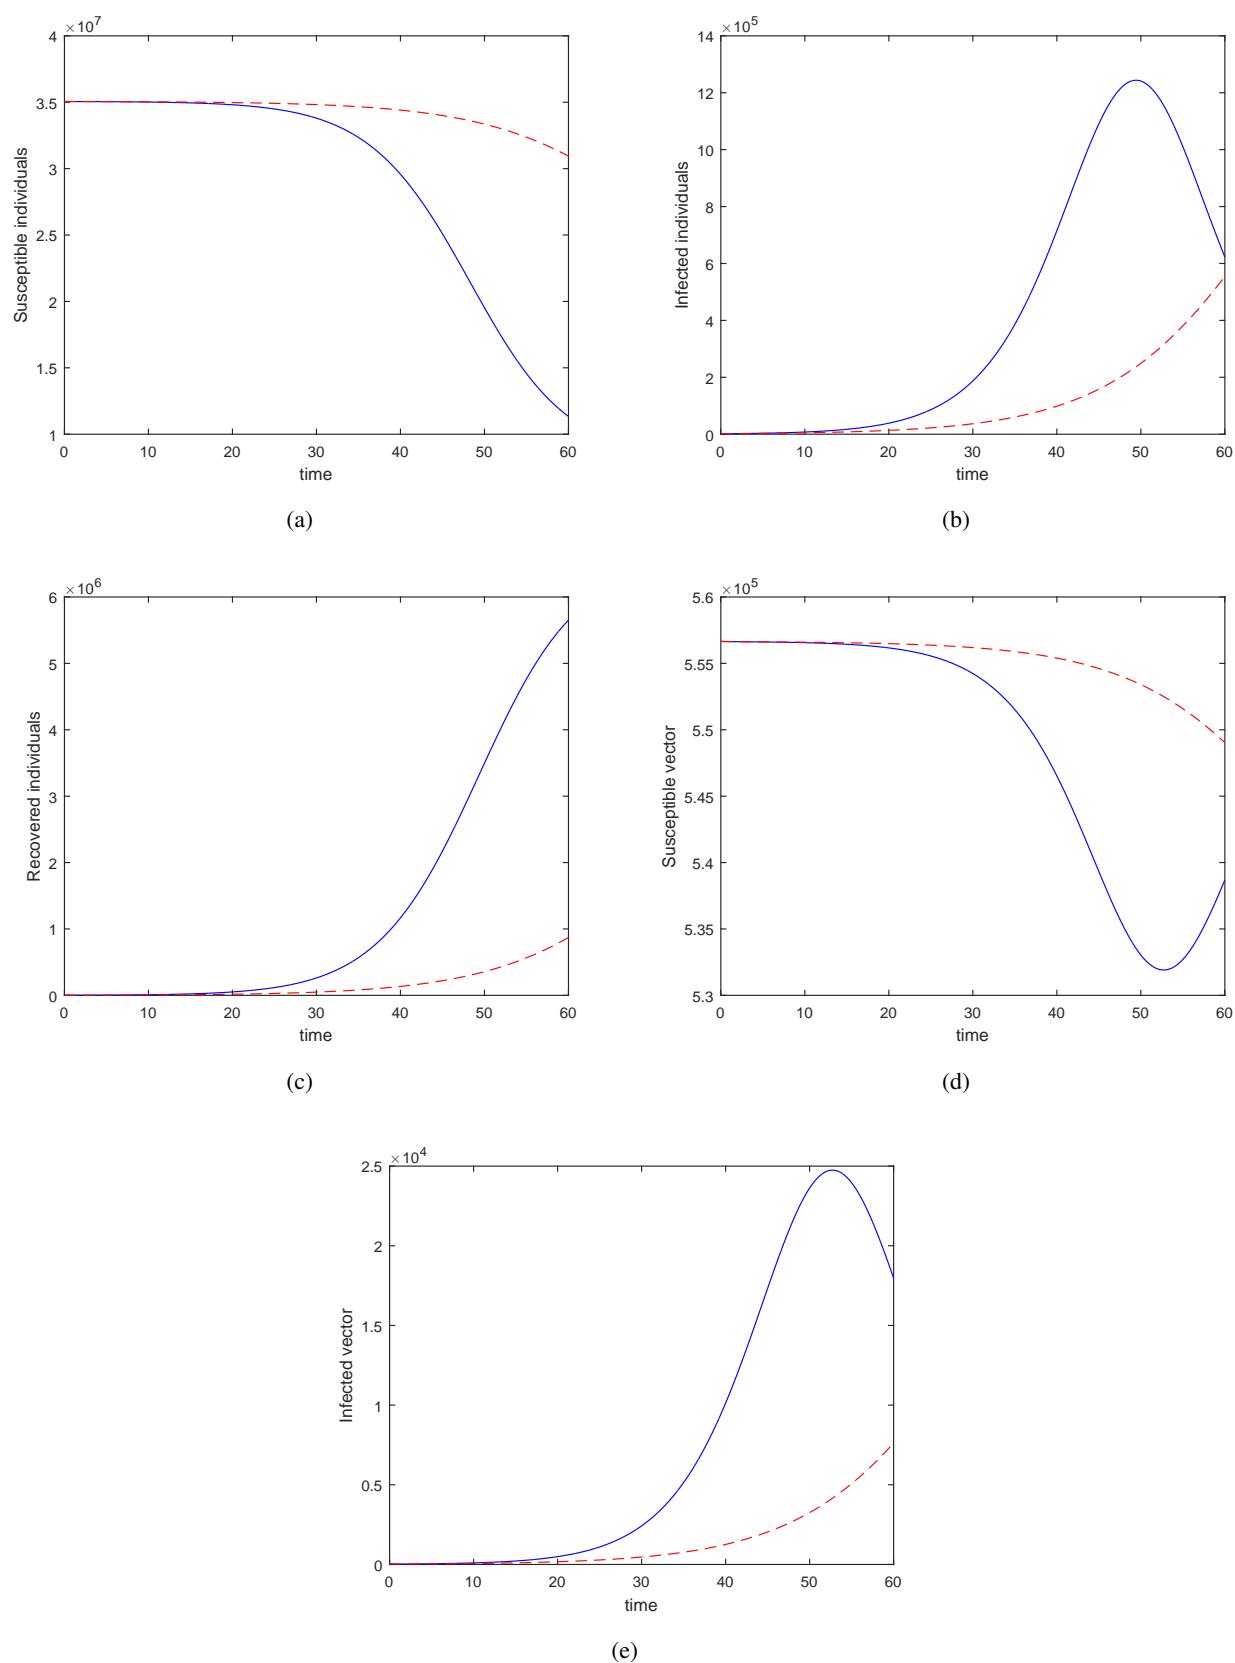 ×10^7
4
3.5
3
2.5
2
1.5
1
Susceptible individuals
0 10 20 30 40 50 60
time
(a)
×10^5
14
12
10
8
6
4
2
0
Infected individuals
0 10 20 30 40 50 60
time
(b)
×10^6
6
5
4
3
2
1
0
Recovered individuals
0 10 20 30 40 50 60
time
(c)
×10^5
5.6
5.55
5.5
5.45
5.4
5.35
5.3
Susceptible vector
0 10 20 30 40 50 60
time
(d)
×10^4
2.5
2
1.5
1
0.5
0
Infected vector
0 10 20 30 40 50 60
time
(e)